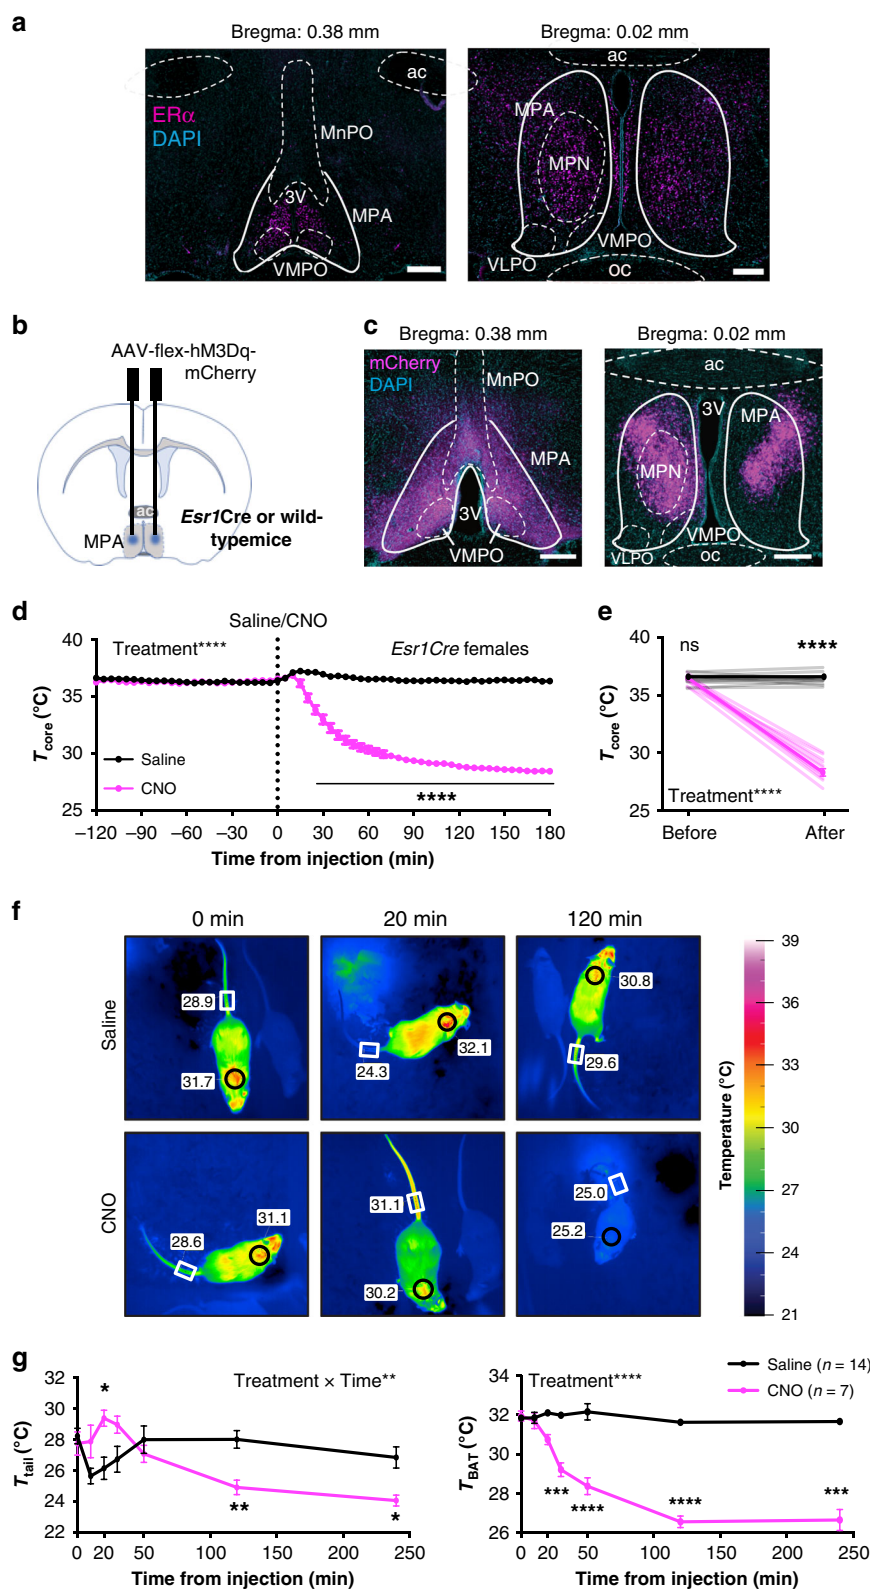 a
Bregma: 0.38 mm
Bregma: 0.02 mm
ac
ERα
DAPI
MnPO
3V
MPA
VMPO
ac
MPA
MPN
VMPO
VLPO
oc
b
AAV-flex-hM3Dq-
mCherry
ac
MPA
Esr1Cre or wild-
typemice
c
Bregma: 0.38 mm
Bregma: 0.02 mm
mCherry
DAPI
MnPO
MPA
3V
VMPO
ac
3V
MPA
MPN
VMPO
VLPO
oc
d
Saline/CNO
Treatment****
Esr1Cre females
40
35
30
25
Tcore (°C)
Saline
CNO
****
–120 –90 –60 –30 0 30 60 90 120 150 180
Time from injection (min)
e
40
35
30
25
Tcore (°C)
ns
****
Treatment****
Before
After
f
0 min
20 min
120 min
Saline
28.9
31.7
24.3
32.1
30.8
29.6
CNO
28.6
31.1
31.1
30.2
25.0
25.2
Temperature (°C)
39
36
33
30
27
24
21
g
32
30
28
26
24
22
Ttail (°C)
*
Treatment × Time**
**
*
0 20 50 100 150 200 250
Time from injection (min)
34
32
30
28
26
TBAT (°C)
Treatment****
Saline (n = 14)
CNO (n = 7)
***
****
****
***
0 20 50 100 150 200 250
Time from injection (min)